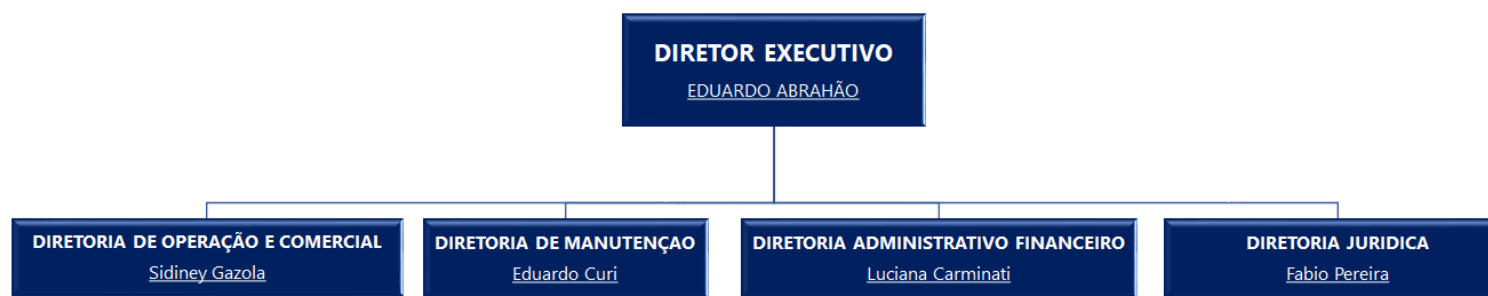 DIRETOR EXECUTIVO
EDUARDO ABRAHÃO
DIRETORIA DE OPERAÇÃO E COMERCIAL
Sidiney Gazola
DIRETORIA DE MANUTENÇAO
Eduardo Curi
DIRETORIA ADMINISTRATIVO FINANCEIRO
Luciana Carminati
DIRETORIA JURIDICA
Fabio Pereira